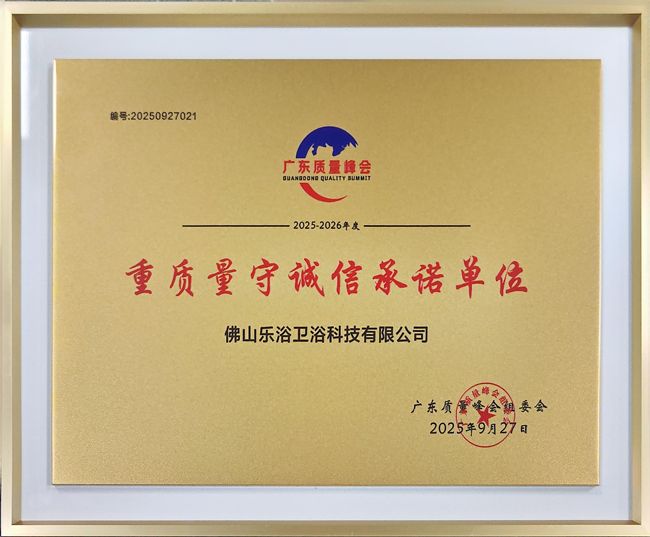 编号:20250927021
广东质量峰会
GUANGDONG QUALITY SUMMIT
2025-2026年度
重质量守诚信承诺单位
佛山乐浴卫浴科技有限公司
广东质量峰会组委会
2025年9月27日